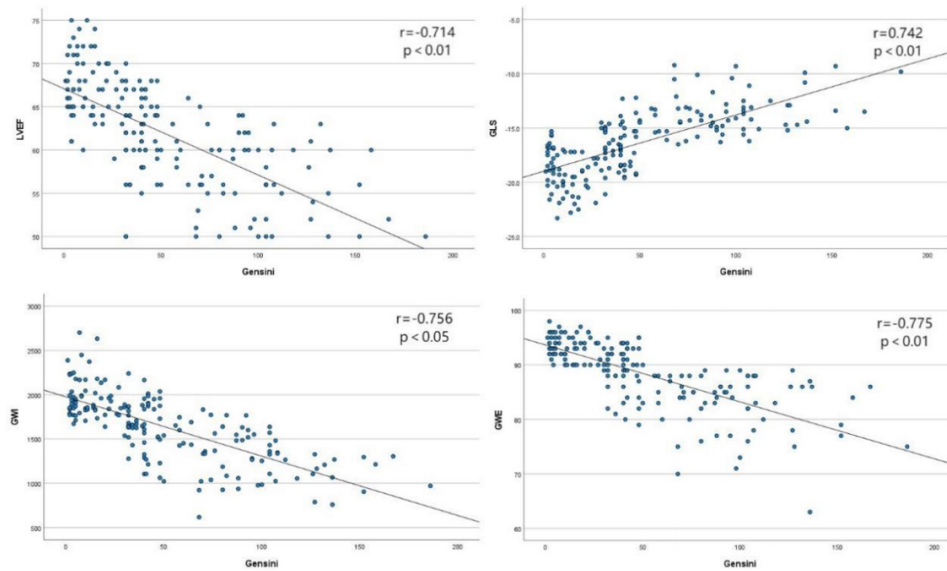 r=-0.714
p<0.01
75
70
65
60
55
50
LVEF
0
50
100
150
200
Gensini
r=0.742
p<0.01
-5.0
-10.0
-15.0
-20.0
-25.0
GLS
0
50
100
150
200
Gensini
r=-0.756
p<0.05
3000
2500
2000
1500
1000
500
GWI
0
50
100
150
200
Gensini
r=-0.775
p<0.01
100
90
80
70
60
GWE
0
50
100
150
200
Gensini